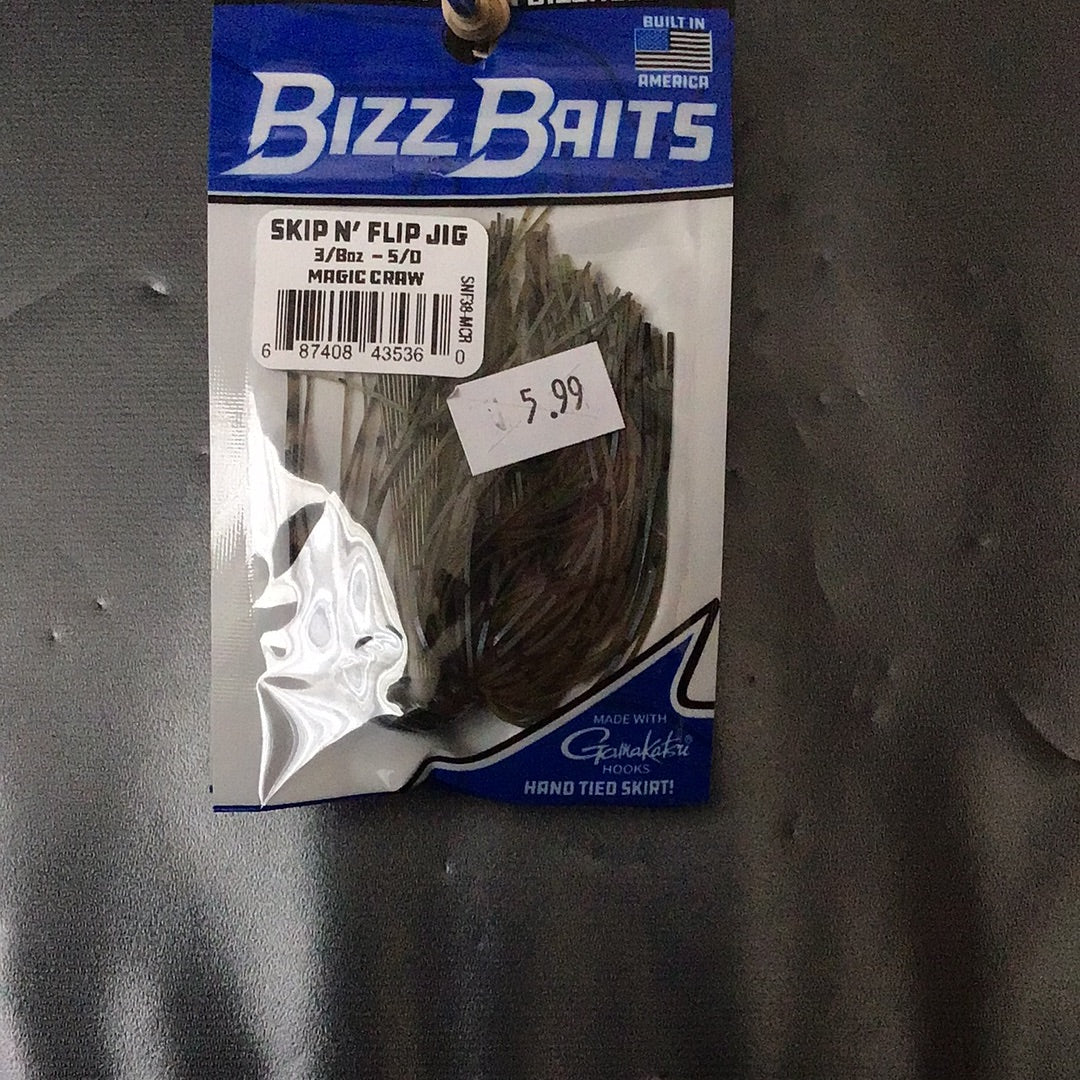 BUILT IN
AMERICA
BIZZ BAITS
SKIP N' FLIP JIG
3/8oz - 5/0
MAGIC CRAW
SNF38-MCR
6 87408 43536 0
5.99
MADE WITH
Gamakatsu®
HOOKS
HAND TIED SKIRT!